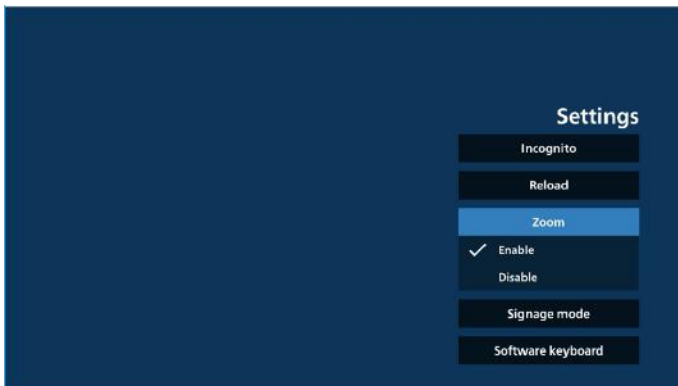 Settings
Incognito
Reload
Zoom
Enable
Disable
Signage mode
Software keyboard